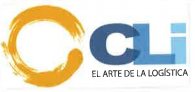 CLi
EL ARTE DE LA LOGÍSTICA